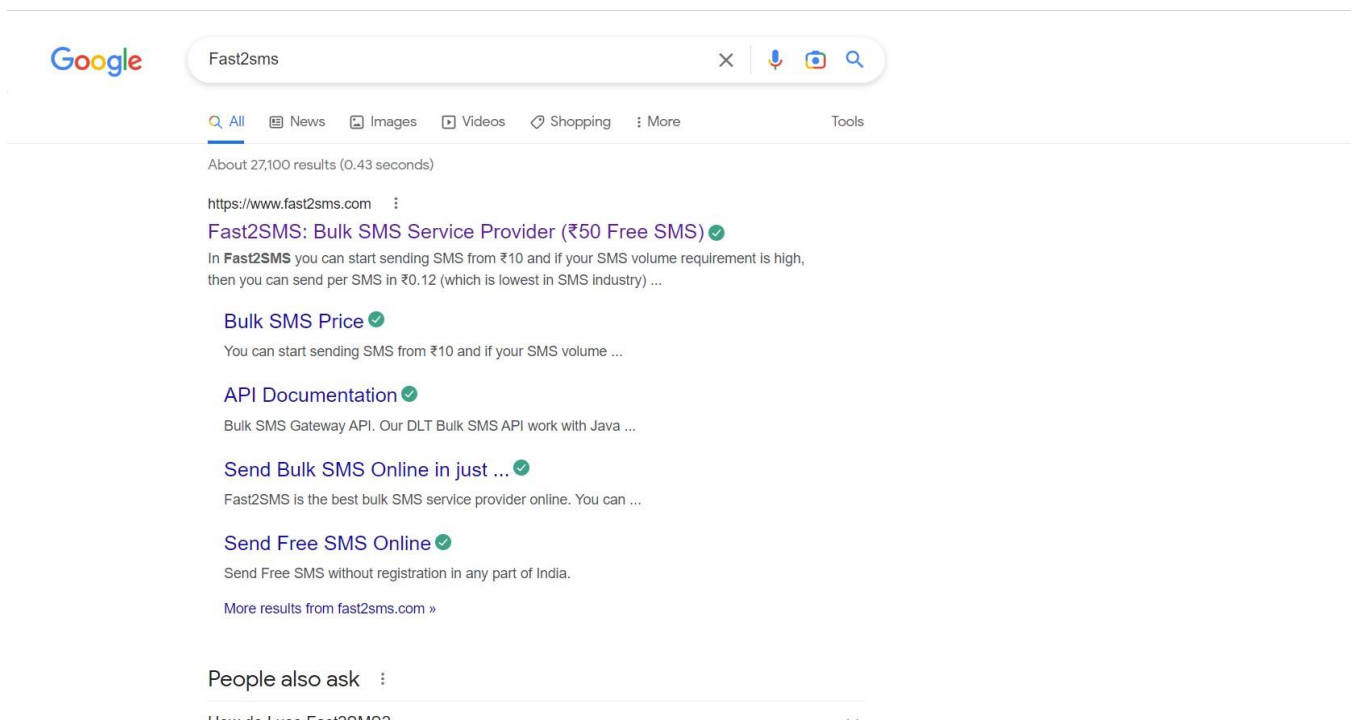 Google
Fast2sms
All News Images Videos Shopping More Tools
About 27,100 results (0.43 seconds)
https://www.fast2sms.com
Fast2SMS: Bulk SMS Service Provider (₹50 Free SMS)
In Fast2SMS you can start sending SMS from ₹10 and if your SMS volume requirement is high,
then you can send per SMS in ₹0.12 (which is lowest in SMS industry) ...
Bulk SMS Price
You can start sending SMS from ₹10 and if your SMS volume ...
API Documentation
Bulk SMS Gateway API. Our DLT Bulk SMS API work with Java ...
Send Bulk SMS Online in just ...
Fast2SMS is the best bulk SMS service provider online. You can ...
Send Free SMS Online
Send Free SMS without registration in any part of India.
More results from fast2sms.com »
People also ask
How do I use Fast2SMS?